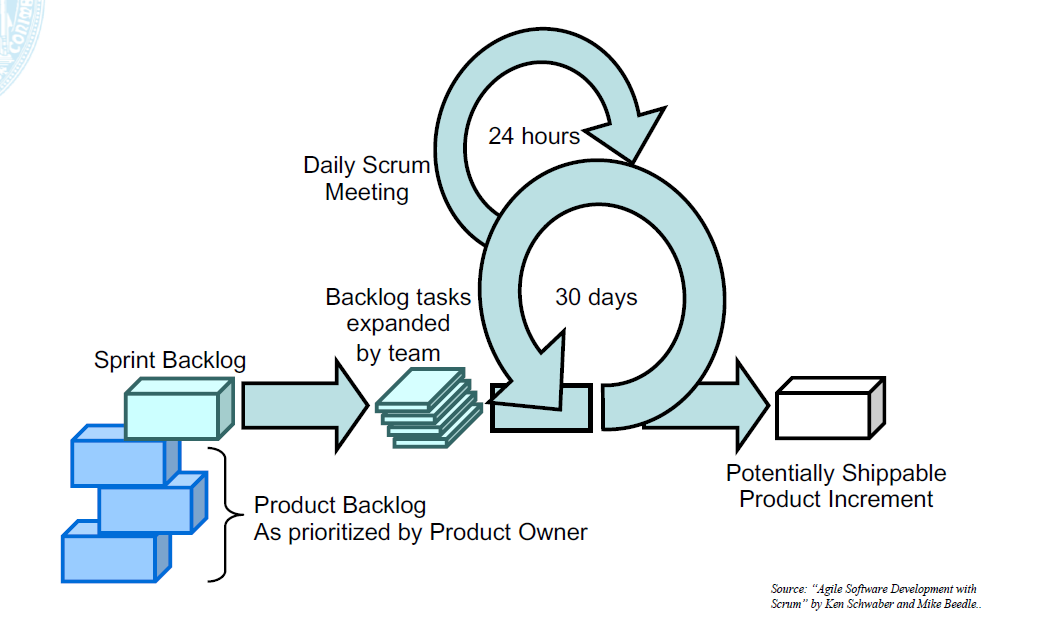 24 hours
Daily Scrum
Meeting
30 days
Backlog tasks
expanded
by team
Sprint Backlog
Potentially Shippable
Product Increment
Product Backlog
As prioritized by Product Owner
Source: “Agile Software Development with
Scrum” by Ken Schwaber and Mike Beedle..